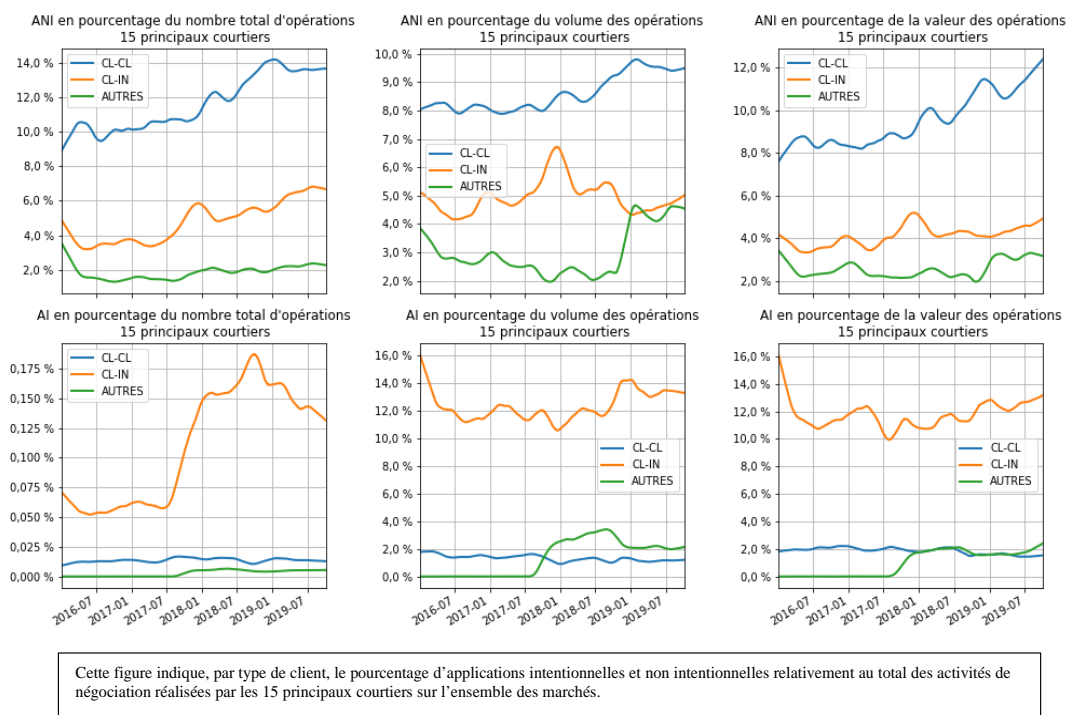 ANI en pourcentage du nombre total d'opérations
15 principaux courtiers
14,0 %
12,0 %
10,0 %
8,0 %
6,0 %
4,0 %
2,0 %
CL-CL
CL-IN
AUTRES
ANI en pourcentage du volume des opérations
15 principaux courtiers
10,0 %
9,0 %
8,0 %
7,0 %
6,0 %
5,0 %
4,0 %
3,0 %
2,0 %
CL-CL
CL-IN
AUTRES
ANI en pourcentage de la valeur des opérations
15 principaux courtiers
12,0 %
10,0 %
8,0 %
6,0 %
4,0 %
2,0 %
CL-CL
CL-IN
AUTRES
AI en pourcentage du nombre total d'opérations
15 principaux courtiers
0,175 %
0,150 %
0,125 %
0,100 %
0,075 %
0,050 %
0,025 %
0,000 %
CL-CL
CL-IN
AUTRES
2016-07
2017-01
2017-07
2018-01
2018-07
2019-01
2019-07
AI en pourcentage du volume des opérations
15 principaux courtiers
16,0 %
14,0 %
12,0 %
10,0 %
8,0 %
6,0 %
4,0 %
2,0 %
0,0 %
CL-CL
CL-IN
AUTRES
2016-07
2017-01
2017-07
2018-01
2018-07
2019-01
2019-07
AI en pourcentage de la valeur des opérations
15 principaux courtiers
16,0 %
14,0 %
12,0 %
10,0 %
8,0 %
6,0 %
4,0 %
2,0 %
0,0 %
CL-CL
CL-IN
AUTRES
2016-07
2017-01
2017-07
2018-01
2018-07
2019-01
2019-07
Cette figure indique, par type de client, le pourcentage d’applications intentionnelles et non intentionnelles relativement au total des activités de
négociation réalisées par les 15 principaux courtiers sur l’ensemble des marchés.